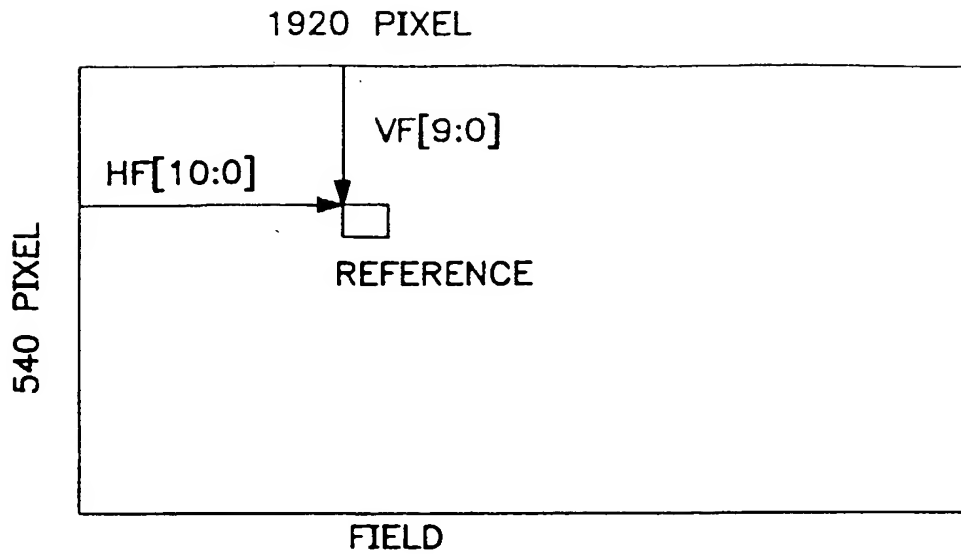 1920 PIXEL
VF[9:0]
HF[10:0]
540 PIXEL
REFERENCE
FIELD